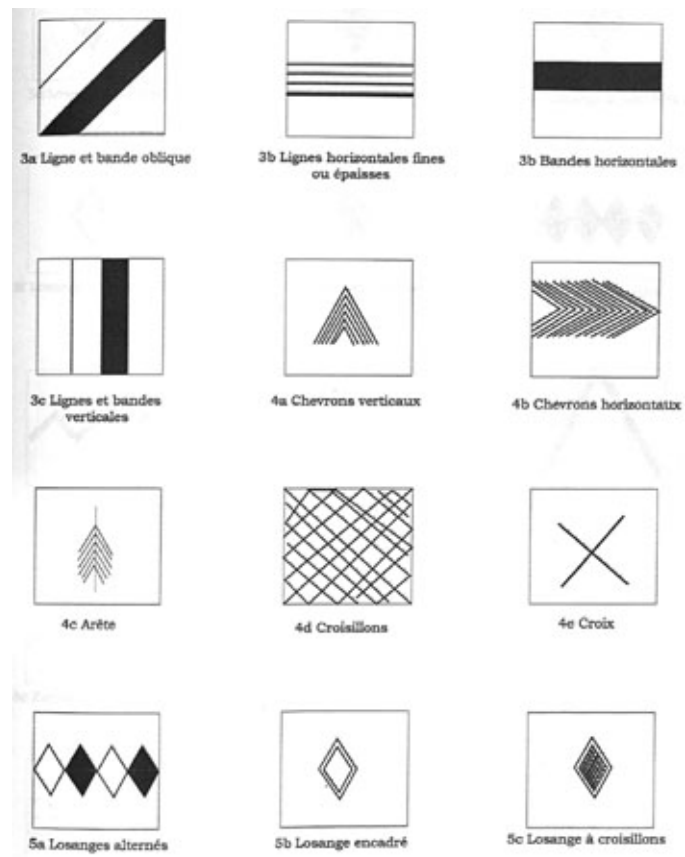 3a Ligne et bande oblique
3b Lignes horizontales fines
ou épaisses
3b Bandes horizontales
3c Lignes et bandes
verticales
4a Chevrons verticaux
4b Chevrons horizontaux
4c Arête
4d Croisillons
4e Croix
5a Losanges alternés
5b Losange encadré
5c Losange à croisillons